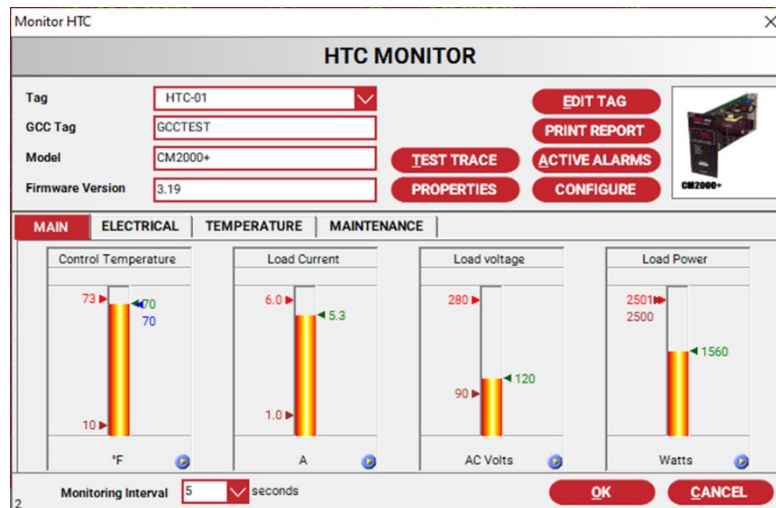 Monitor HTC
HTC MONITOR
Tag HTC-01 EDIT TAG
GCC Tag GCCTEST PRINT REPORT
Model CM2000+ TEST TRACE ACTIVE ALARMS
Firmware Version 3.19 PROPERTIES CONFIGURE
CM2000+
MAIN ELECTRICAL TEMPERATURE MAINTENANCE
Control Temperature Load Current Load voltage Load Power
73 70 6.0 280 2501
70 5.3 2500
120 1560
90
10 1.0
°F A AC Volts Watts
Monitoring Interval 5 seconds OK CANCEL
2